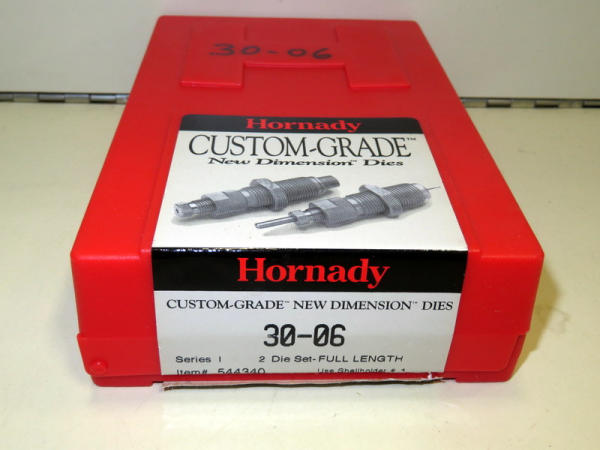 30-06
Hornady
CUSTOM-GRADE™
New Dimension™ Dies
Hornady
CUSTOM-GRADE™ NEW DIMENSION™ DIES
30-06
Series I 2 Die Set-FULL LENGTH
Item# 544340 Use Shellholder # 1